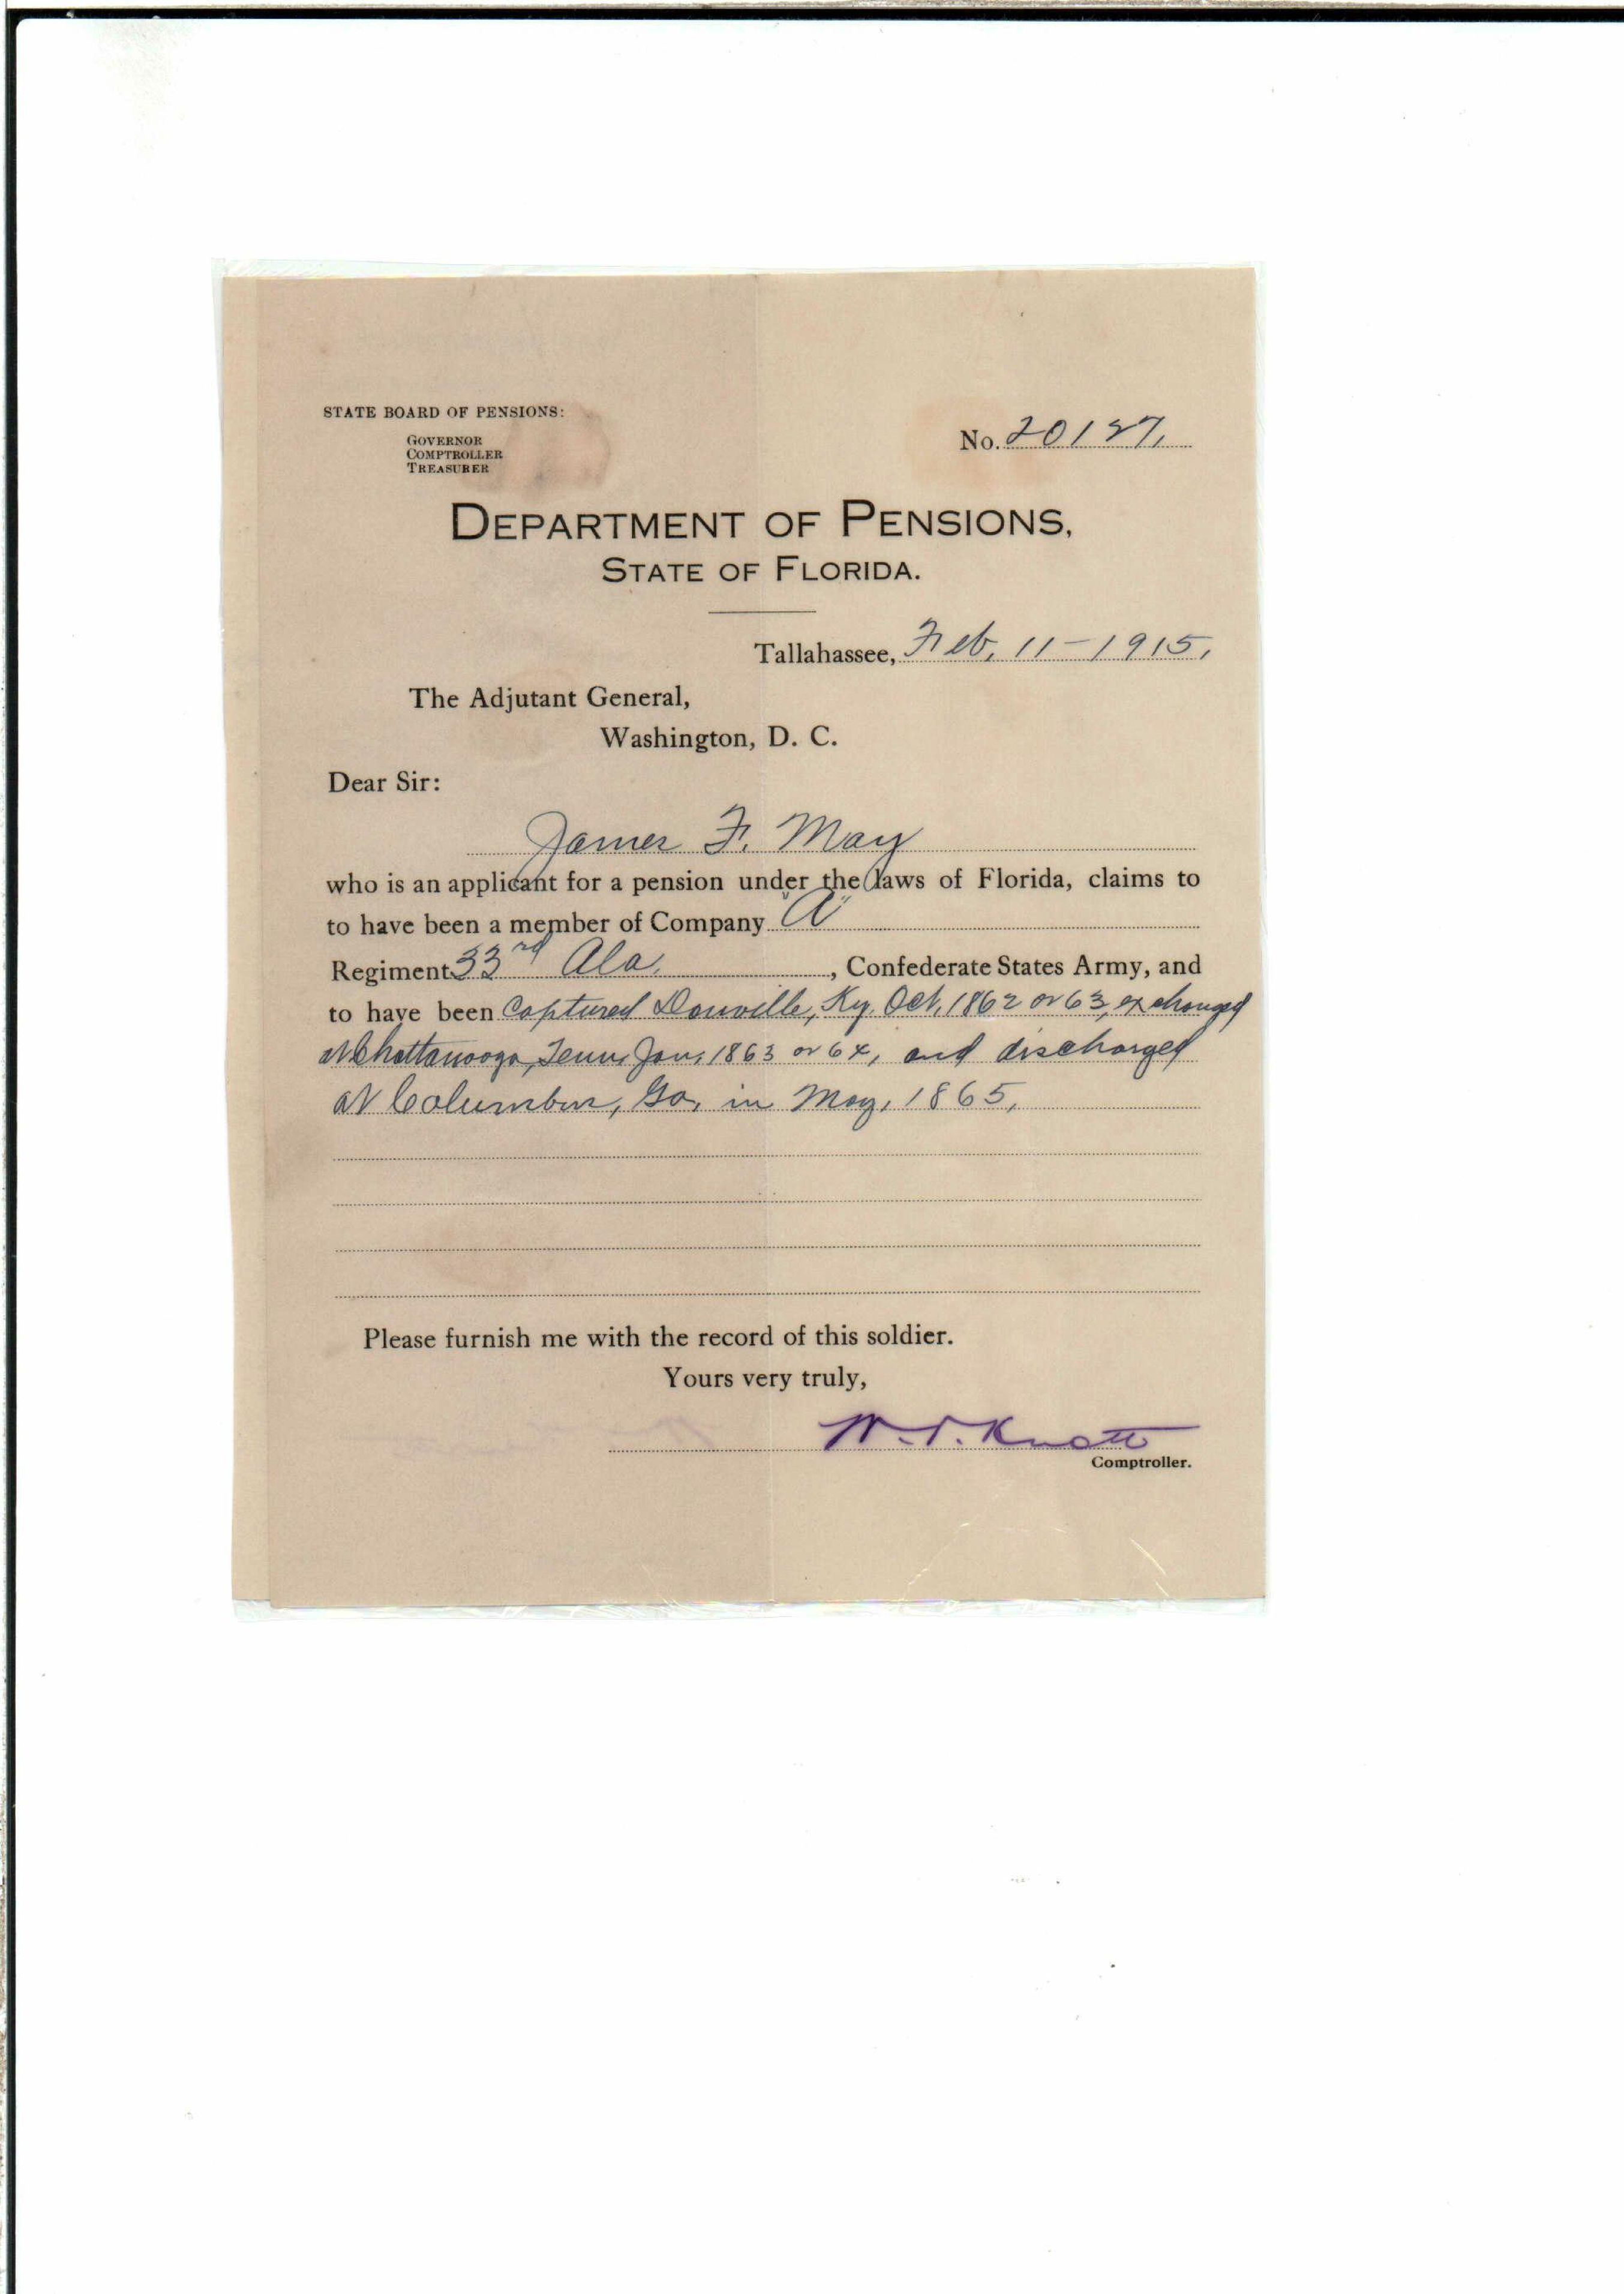 STATE BOARD OF PENSIONS:
GOVERNOR
COMPTROLLER
TREASURER
No. 20127.
DEPARTMENT OF PENSIONS,
STATE OF FLORIDA.
Tallahassee, Feb. 11-1915.
The Adjutant General,
Washington, D. C.
Dear Sir:
James F. May
who is an applicant for a pension under the laws of Florida, claims to
to have been a member of Company "A"
Regiment 33rd Ala. , Confederate States Army, and
to have been Captured Danville, Ky. Oct. 1862 or 63, exchanged
at Chattanooga, Tenn. Jan. 1863 or 64, and discharged
at Columbus, Ga. in May, 1865.
Please furnish me with the record of this soldier.
Yours very truly,
W. V. Knott
Comptroller.